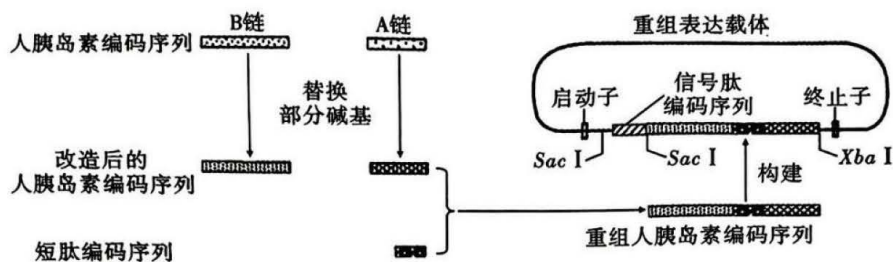 B链
A链
人胰岛素编码序列
替换
部分碱基
改造后的
人胰岛素编码序列
短肽编码序列
重组表达载体
启动子
信号肽
编码序列
终止子
Sac I
Sac I
Xba I
构建
重组人胰岛素编码序列